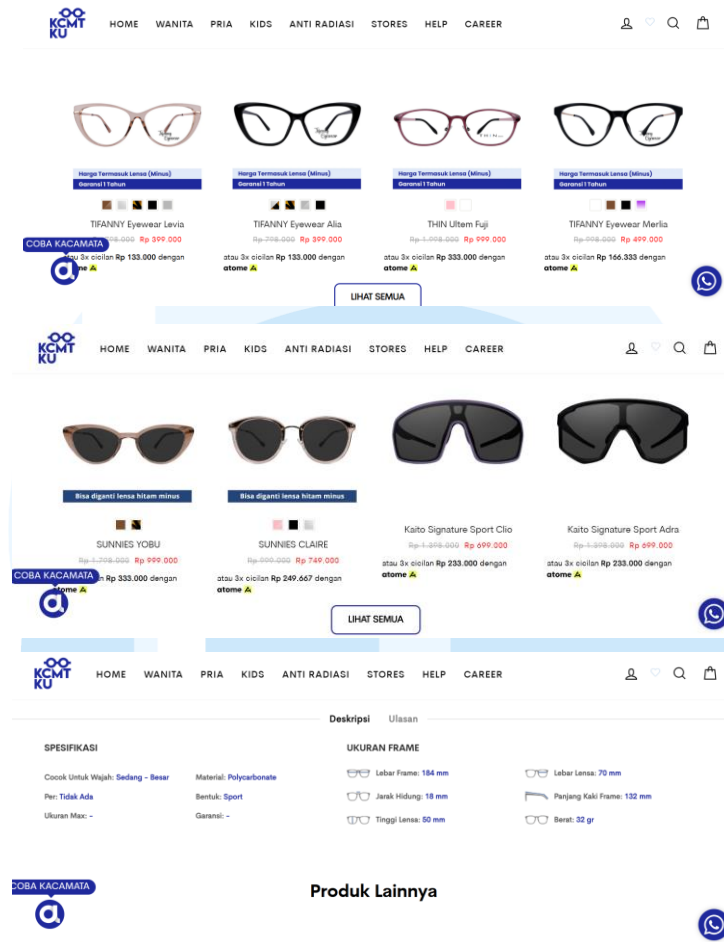 KCMT
KU
HOME WANITA PRIA KIDS ANTI RADIASI STORES HELP CAREER
Tifanny
Eyewear
Tifanny
Eyewear
THIN
Tifanny
Eyewear
Harga Termasuk Lensa (Minus) Harga Termasuk Lensa (Minus) Harga Termasuk Lensa (Minus) Harga Termasuk Lensa (Minus)
Garansi 1 Tahun Garansi 1 Tahun Garansi 1 Tahun Garansi 1 Tahun
TIFANNY Eyewear Levia TIFANNY Eyewear Alia THIN Ultem Fuji TIFANNY Eyewear Merlia
98.000 Rp 399.000 Rp 798.000 Rp 399.000 Rp 1.998.000 Rp 999.000 Rp 998.000 Rp 499.000
COBA KACAMATA
atau 3x cicilan Rp 133.000 dengan atau 3x cicilan Rp 133.000 dengan atau 3x cicilan Rp 333.000 dengan atau 3x cicilan Rp 166.333 dengan
me atome atome atome
LIHAT SEMUA
KCMT
KU
HOME WANITA PRIA KIDS ANTI RADIASI STORES HELP CAREER
Bisa diganti lensa hitam minus Bisa diganti lensa hitam minus
SUNNIES YOBU SUNNIES CLAIRE Kaito Signature Sport Clio Kaito Signature Sport Adra
Rp 1.798.000 Rp 999.000 Rp 999.000 Rp 749.000 Rp 1.398.000 Rp 699.000 Rp 1.398.000 Rp 699.000
COBA KACAMATA
n Rp 333.000 dengan atau 3x cicilan Rp 249.667 dengan atau 3x cicilan Rp 233.000 dengan atau 3x cicilan Rp 233.000 dengan
tome atome atome atome
LIHAT SEMUA
KCMT
KU
HOME WANITA PRIA KIDS ANTI RADIASI STORES HELP CAREER
Deskripsi Ulasan
SPESIFIKASI UKURAN FRAME
Cocok Untuk Wajah: Sedang - Besar Material: Polycarbonate Lebar Frame: 184 mm Lebar Lensa: 70 mm
Per: Tidak Ada Bentuk: Sport Jarak Hidung: 18 mm Panjang Kaki Frame: 132 mm
Ukuran Max: - Garansi: - Tinggi Lensa: 50 mm Berat: 32 gr
COBA KACAMATA
Produk Lainnya